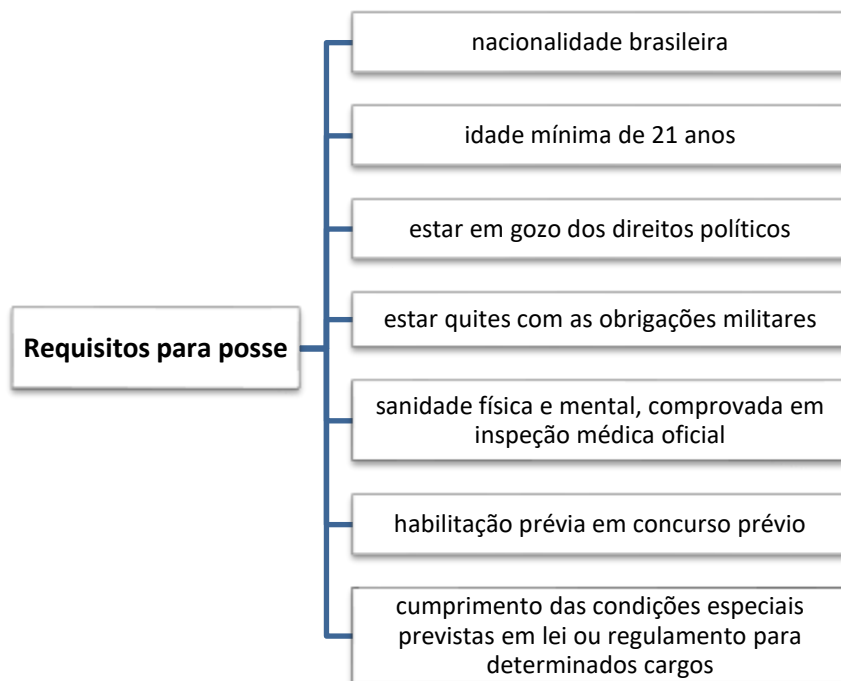 nacionalidade brasileira
idade mínima de 21 anos
estar em gozo dos direitos políticos
estar quites com as obrigações militares
Requisitos para posse
sanidade física e mental, comprovada em
inspeção médica oficial
habilitação prévia em concurso prévio
cumprimento das condições especiais
previstas em lei ou regulamento para
determinados cargos